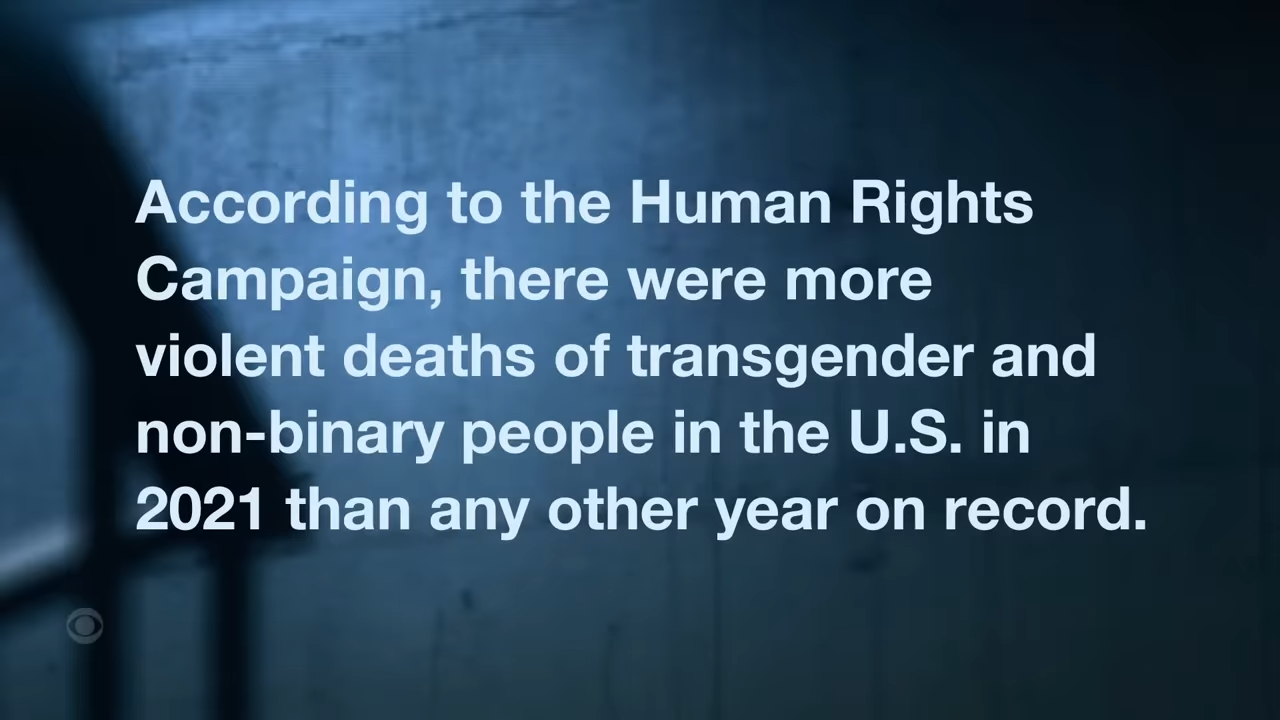 According to the Human Rights
Campaign, there were more
violent deaths of transgender and
non-binary people in the U.S. in
2021 than any other year on record.